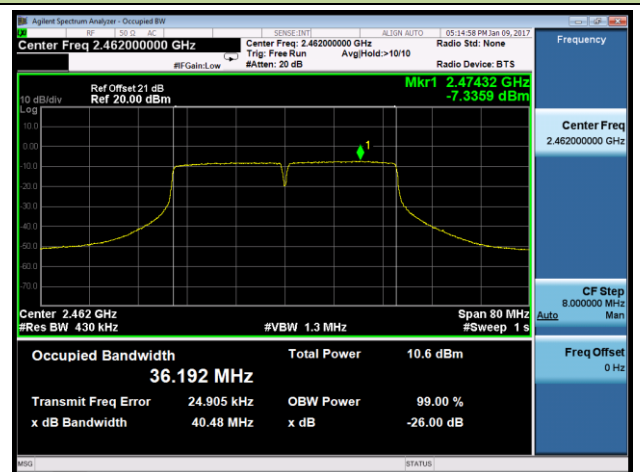 Agilent Spectrum Analyzer - Occupied BW
RF 50 Ω AC SENSE:INT ALIGN AUTO 05:14:58 PM Jan 09, 2017
Center Freq 2.462000000 GHz Center Freq: 2.462000000 GHz Radio Std: None Frequency
Trig: Free Run Avg|Hold:>10/10
#IFGain:Low #Atten: 20 dB Radio Device: BTS
Ref Offset 21 dB Mkr1 2.47432 GHz
10 dB/div Ref 20.00 dBm -7.3359 dBm
Log
10.0
0.00
-10.0
-20.0
-30.0
-40.0
-50.0
-60.0
-70.0
1
Center Freq
2.462000000 GHz
Center 2.462 GHz Span 80 MHz
#Res BW 430 kHz #VBW 1.3 MHz #Sweep 1 s
CF Step
8.000000 MHz
Auto Man
Occupied Bandwidth Total Power 10.6 dBm
36.192 MHz
Freq Offset
0 Hz
Transmit Freq Error 24.905 kHz OBW Power 99.00 %
x dB Bandwidth 40.48 MHz x dB -26.00 dB
MSG STATUS